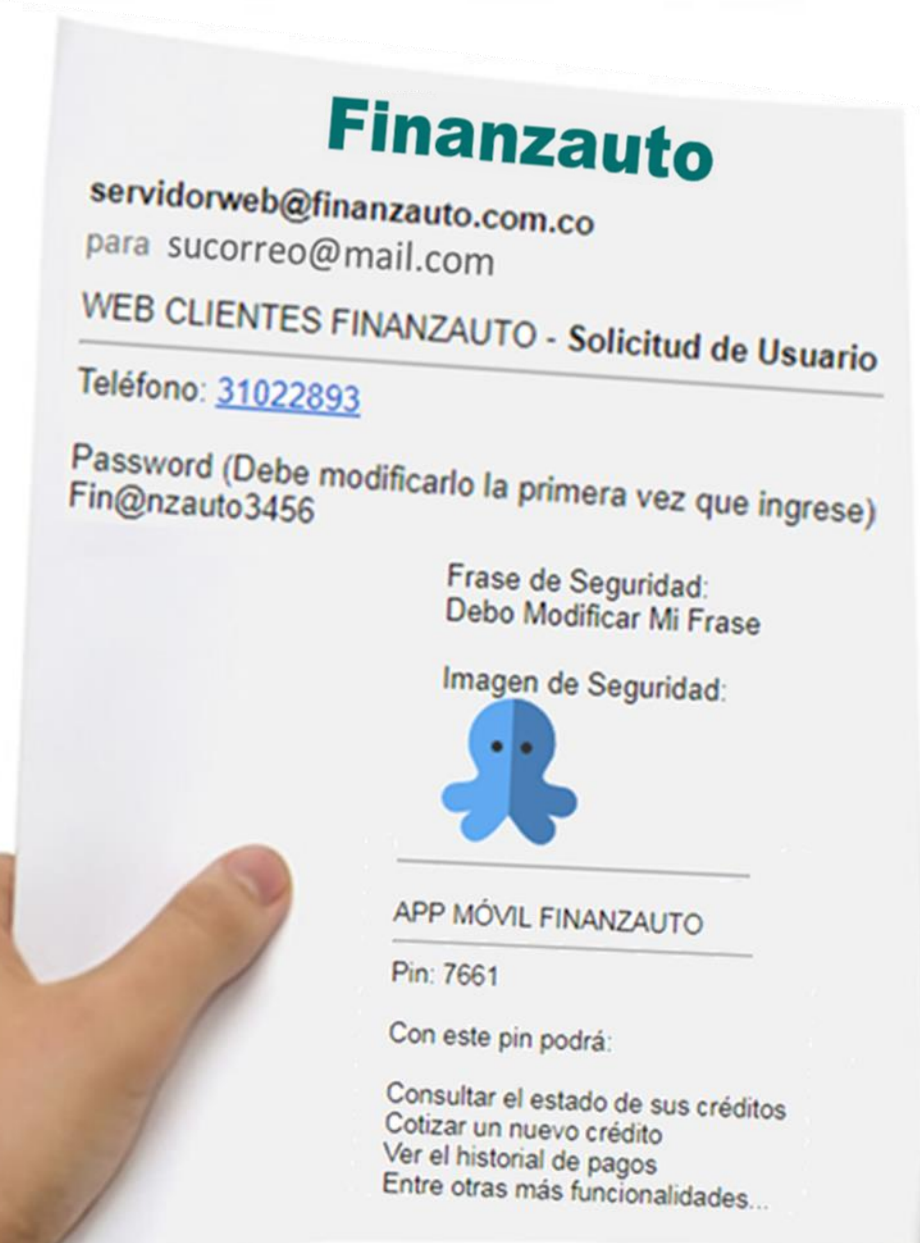 Finanzauto
servidorweb@finanzauto.com.co
para sucorreo@mail.com
WEB CLIENTES FINANZAUTO - Solicitud de Usuario
Teléfono: 31022893
Password (Debe modificarlo la primera vez que ingrese)
Fin@nzauto3456
Frase de Seguridad:
Debo Modificar Mi Frase
Imagen de Seguridad:
APP MÓVIL FINANZAUTO
Pin: 7661
Con este pin podrá:
Consultar el estado de sus créditos
Cotizar un nuevo crédito
Ver el historial de pagos
Entre otras más funcionalidades...